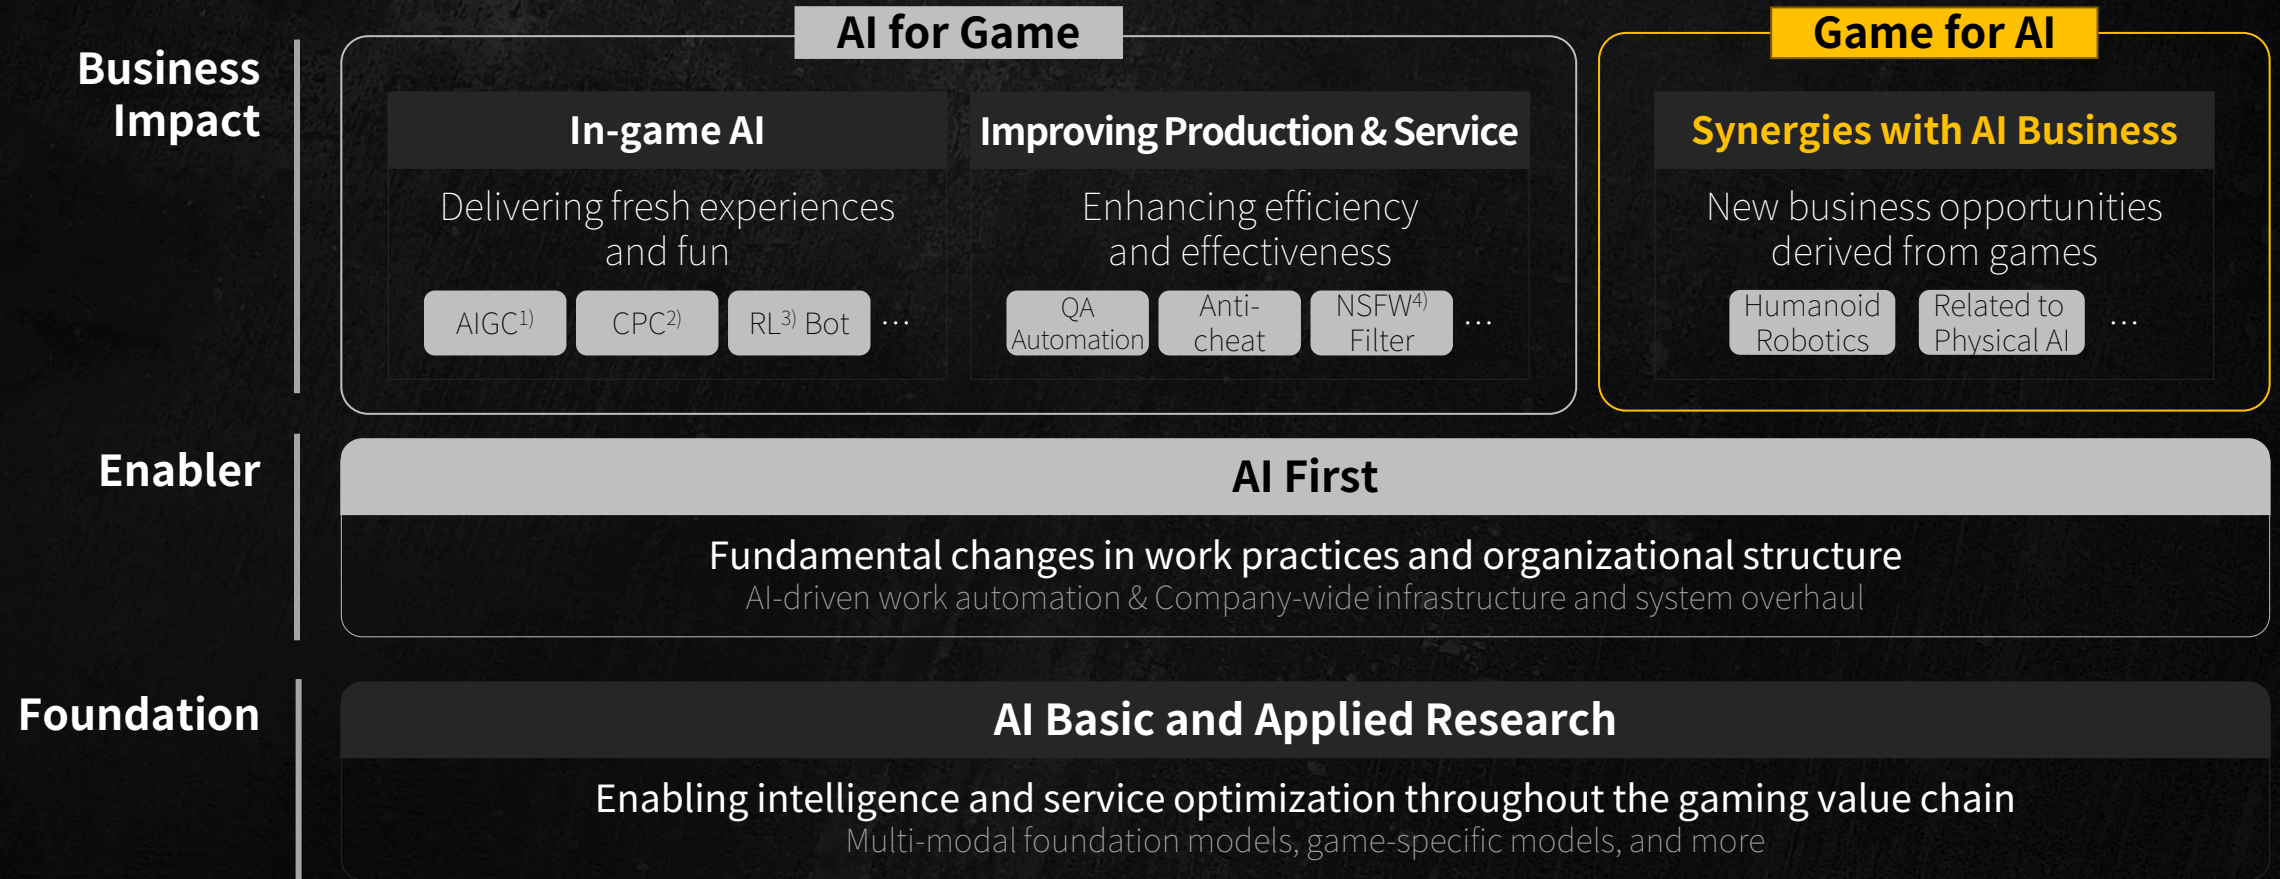 Business
Impact
AI for Game
In-game AI
Delivering fresh experiences
and fun
AIGC1)
CPC2)
RL3) Bot
...
Improving Production & Service
Enhancing efficiency
and effectiveness
QA
Automation
Anti-
cheat
NSFW4)
Filter
...
Game for AI
Synergies with AI Business
New business opportunities
derived from games
Humanoid
Robotics
Related to
Physical AI
...
Enabler
AI First
Fundamental changes in work practices and organizational structure
AI-driven work automation & Company-wide infrastructure and system overhaul
Foundation
AI Basic and Applied Research
Enabling intelligence and service optimization throughout the gaming value chain
Multi-modal foundation models, game-specific models, and more